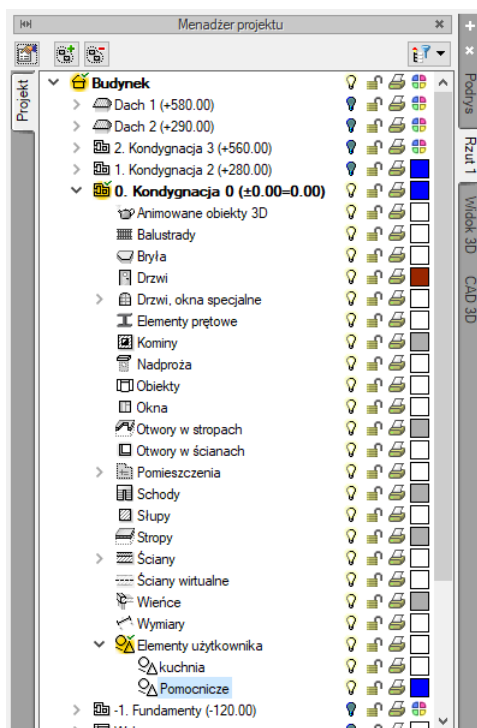 Menadżer projektu
Projekt
Budynek
Dach 1 (+580.00)
Dach 2 (+290.00)
2. Kondygnacja 3 (+560.00)
1. Kondygnacja 2 (+280.00)
0. Kondygnacja 0 (±0.00=0.00)
Animowane obiekty 3D
Balustrady
Bryła
Drzwi
Drzwi, okna specjalne
Elementy prętowe
Kominy
Nadproża
Obiekty
Okna
Otwory w stropach
Otwory w ścianach
Pomieszczenia
Schody
Słupy
Stropy
Ściany
Ściany wirtualne
Wieńce
Wymiary
Elementy użytkownika
kuchnia
Pomocnicze
-1. Fundamenty (-120.00)
Podrys
Rzut 1
Widok 3D
CAD 3D